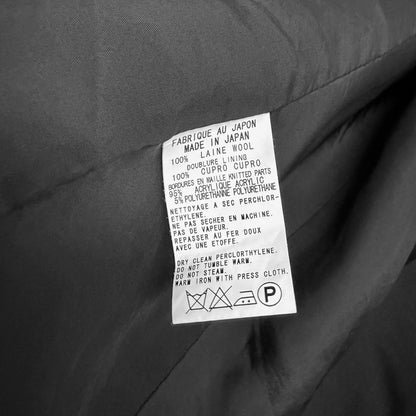 FABRIQUE AU JAPON
MADE IN JAPAN
100% LAINE WOOL
DOUBLURE LINING
100% CUPRO CUPRO
BORDURES EN MAILLE KNITTED PARTS
95% ACRYLIQUE ACRYLIC
5% POLYURETHANNE POLYURETHANE
NETTOYAGE A SEC PERCHLOR-
ETHYLENE.
NE PAS SECHER EN MACHINE.
PAS DE VAPEUR.
REPASSER AU FER DOUX
AVEC UNE ETOFFE.
DRY CLEAN PERCLORTHYLENE.
DO NOT TUMBLE WARM.
DO NOT STEAM.
WARM IRON WITH PRESS CLOTH.
P